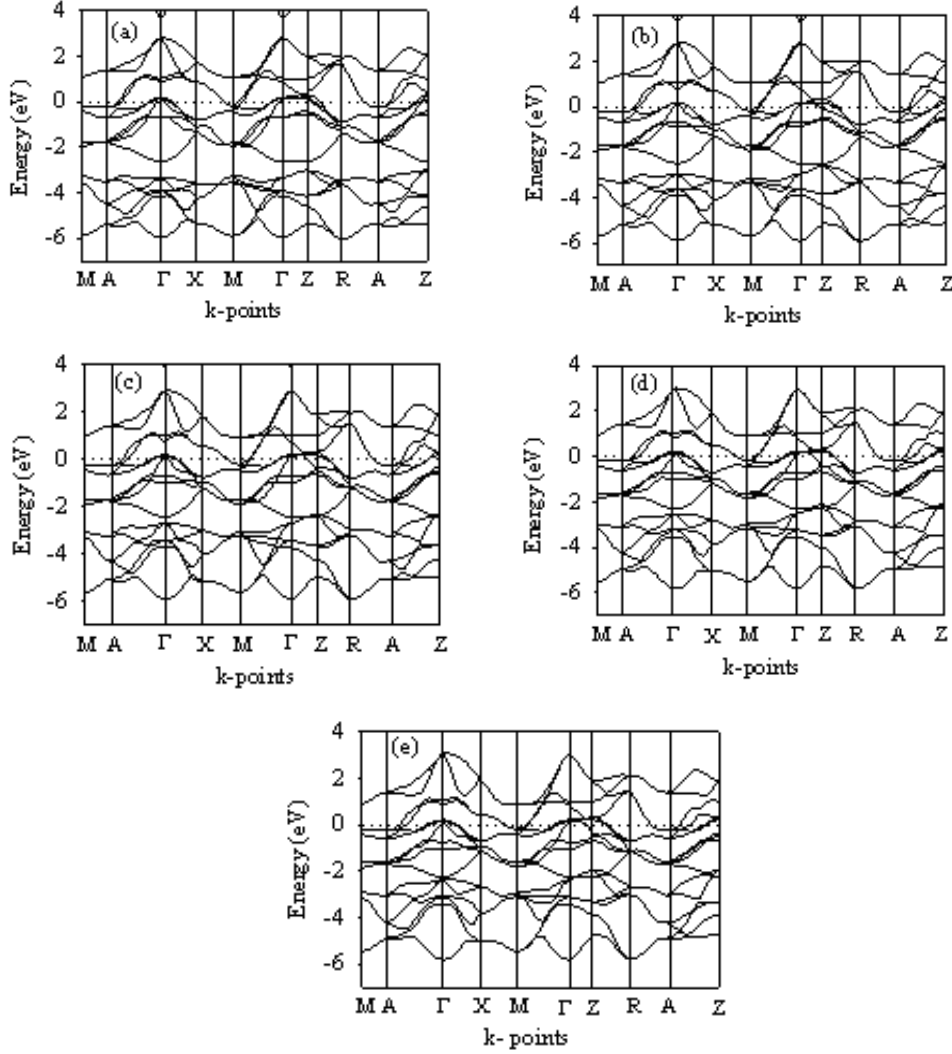 4
(a)
2
0
-2
-4
-6
Energy (eV)
M A Γ X M Γ Z R A Z
k-points
4
(b)
2
0
-2
-4
-6
Energy (eV)
M A Γ X M Γ Z R A Z
k-points
4
(c)
2
0
-2
-4
-6
Energy (eV)
M A Γ X M Γ Z R A Z
k-points
4
(d)
2
0
-2
-4
-6
Energy (eV)
M A Γ X M Γ Z R A Z
k-points
4
(e)
2
0
-2
-4
-6
Energy (eV)
M A Γ X M Γ Z R A Z
k- points